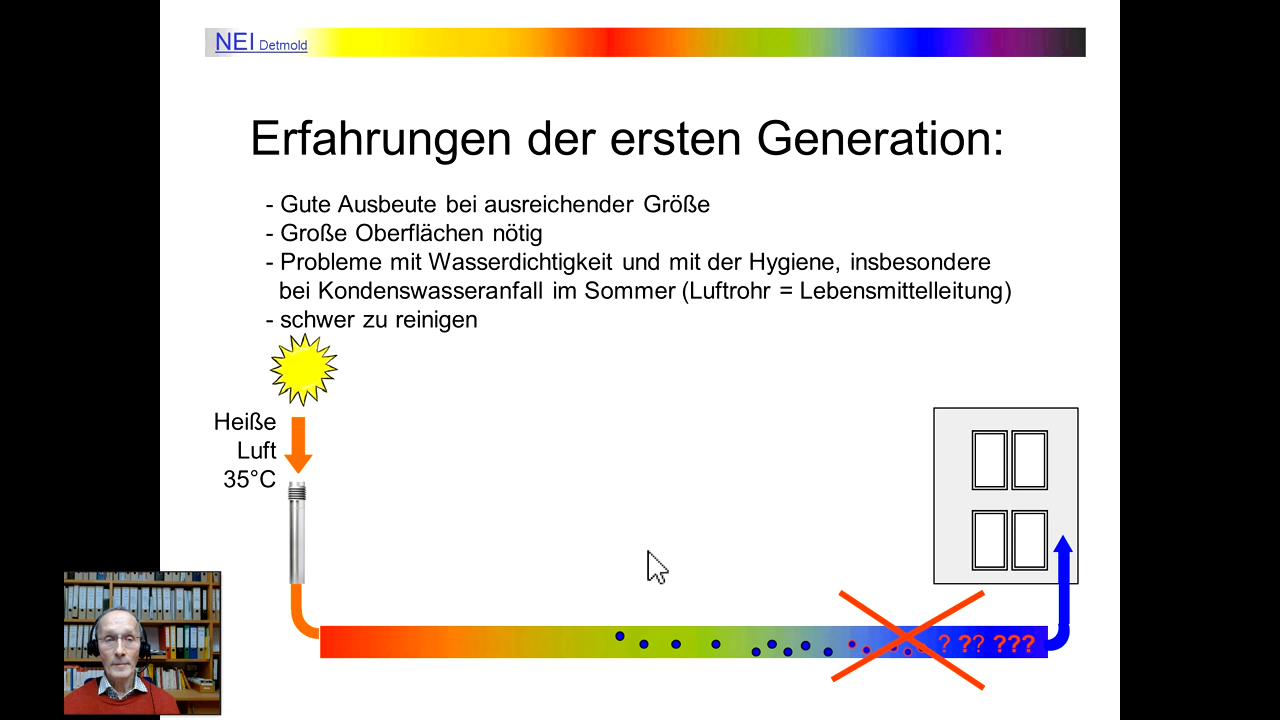 NEI Detmold
Erfahrungen der ersten Generation:
- Gute Ausbeute bei ausreichender Größe
- Große Oberflächen nötig
- Probleme mit Wasserdichtigkeit und mit der Hygiene, insbesondere
bei Kondenswasseranfall im Sommer (Luftrohr = Lebensmittelleitung)
- schwer zu reinigen
Heiße
Luft
35°C
? ?? ???